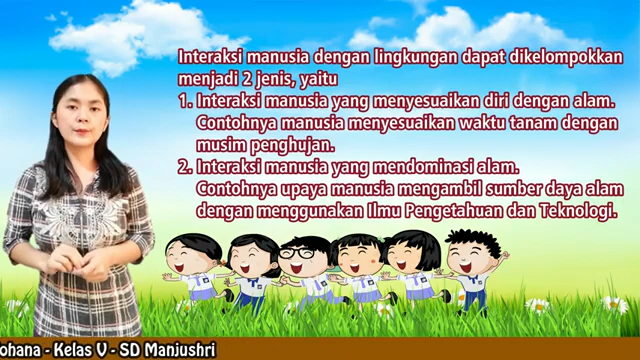 Interaksi manusia dengan lingkungan dapat dikelompokkan
menjadi 2 jenis, yaitu
1. Interaksi manusia yang menyesuaikan diri dengan alam.
Contohnya manusia menyesuaikan waktu tanam dengan
musim penghujan.
2. Interaksi manusia yang mendominasi alam.
Contohnya upaya manusia mengambil sumber daya alam
dengan menggunakan Ilmu Pengetahuan dan Teknologi.
ohana - Kelas V - SD Manjushri